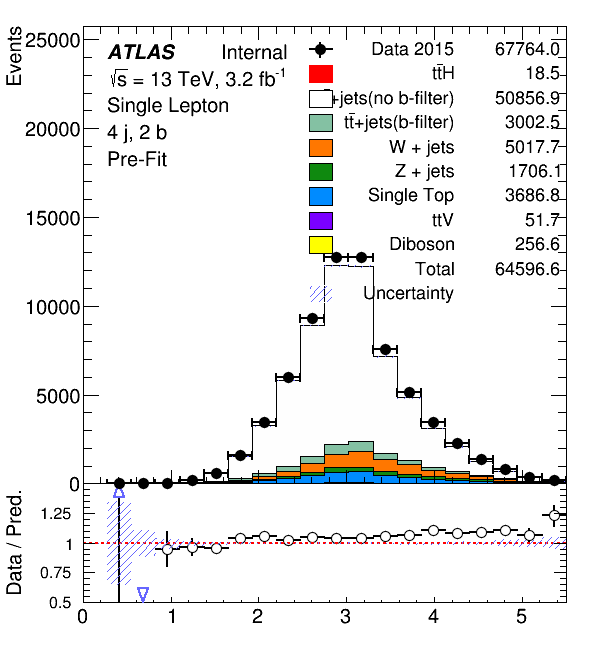 Events
25000
20000
15000
10000
5000
0
ATLAS Internal
√s = 13 TeV, 3.2 fb⁻¹
Single Lepton
4 j, 2 b
Pre-Fit
Data 2015 67764.0
tt̄H 18.5
+jets(no b-filter) 50856.9
tt̄+jets(b-filter) 3002.5
W + jets 5017.7
Z + jets 1706.1
Single Top 3686.8
ttV 51.7
Diboson 256.6
Total 64596.6
Uncertainty
Data / Pred.
1.25
1
0.75
0.5
0 1 2 3 4 5